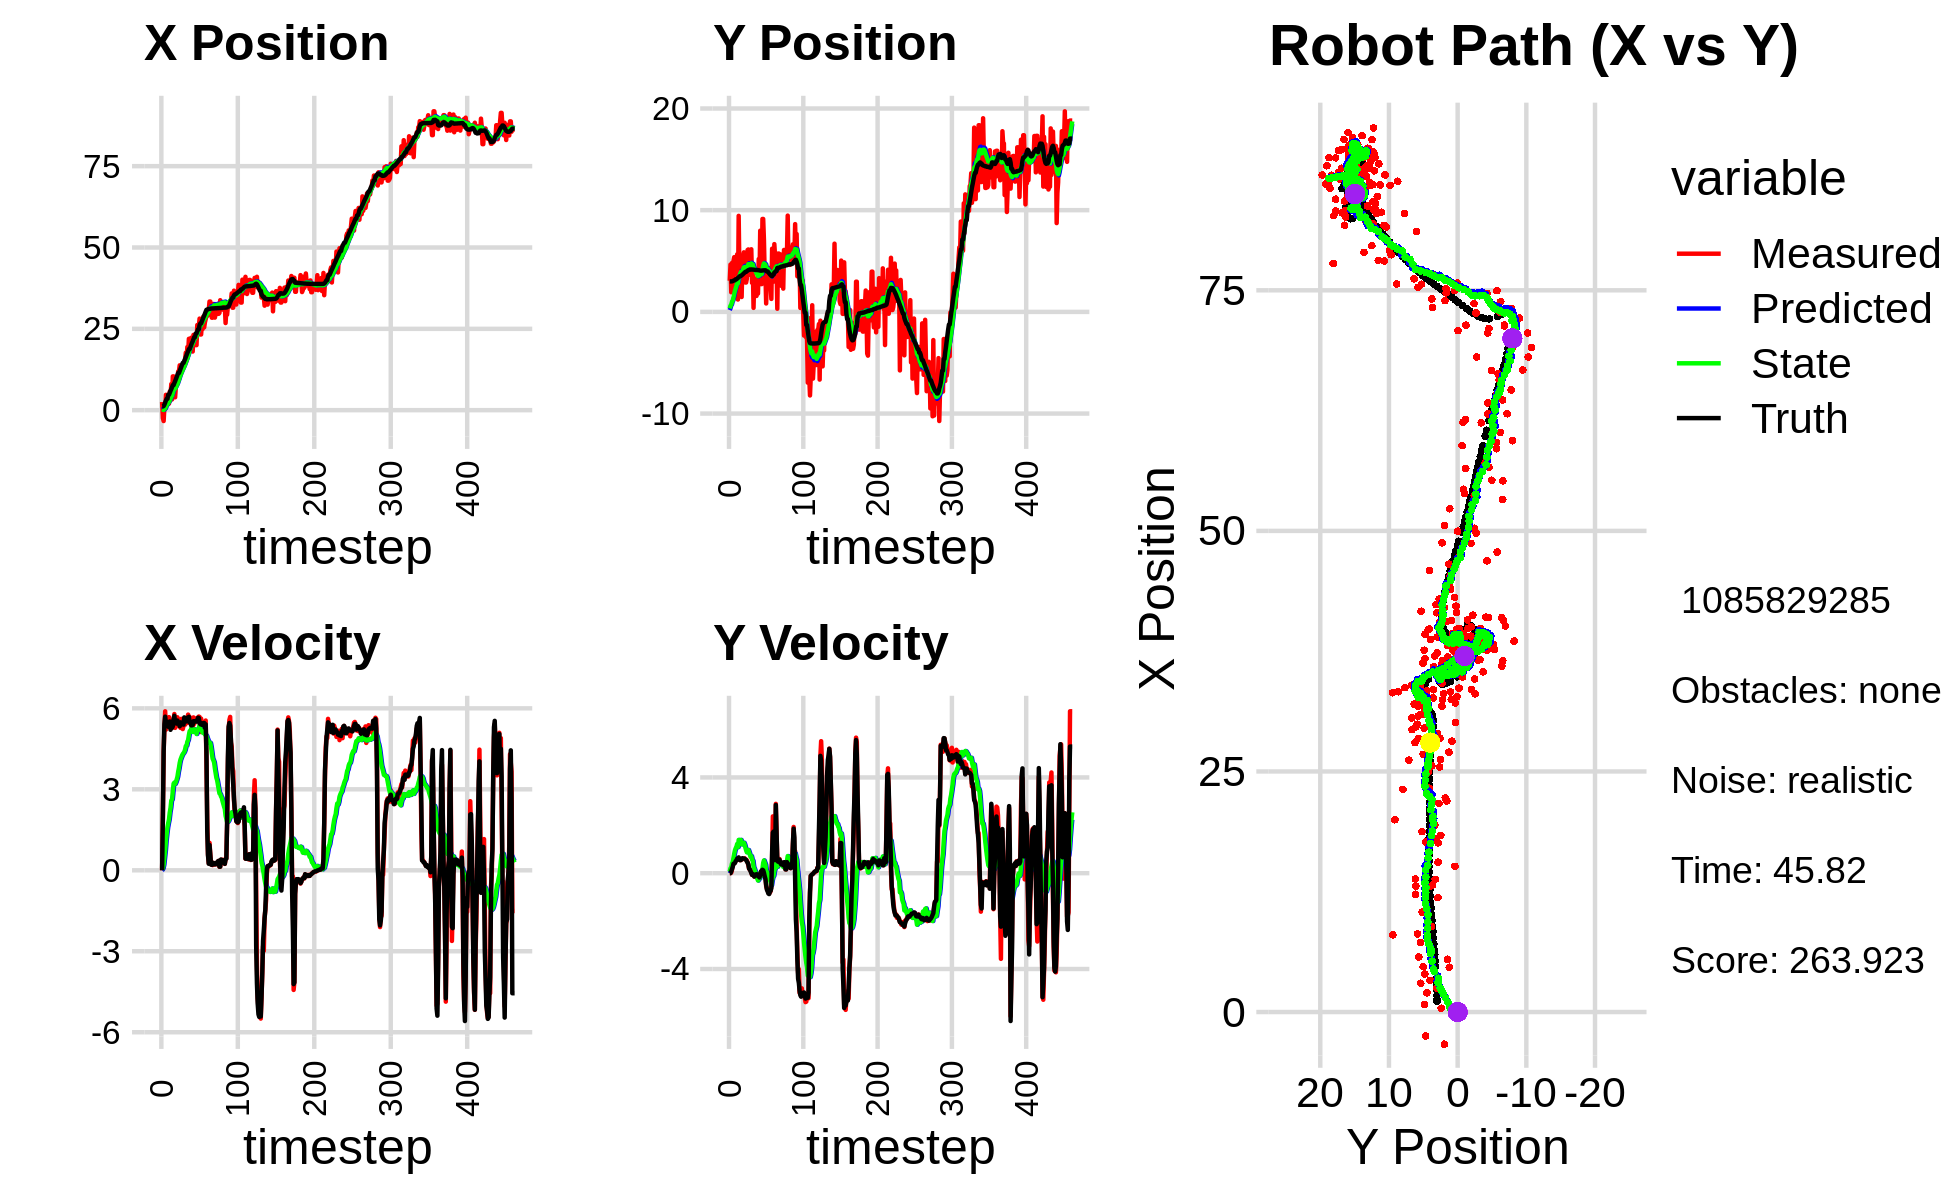 X Position
75
50
25
0
0 100 200 300 400
timestep
Y Position
20
10
0
-10
0 100 200 300 400
timestep
X Velocity
6
3
0
-3
-6
0 100 200 300 400
timestep
Y Velocity
4
0
-4
0 100 200 300 400
timestep
Robot Path (X vs Y)
X Position
75
50
25
0
20 10 0 -10 -20
Y Position
variable
Measured
Predicted
State
Truth
1085829285
Obstacles: none
Noise: realistic
Time: 45.82
Score: 263.923